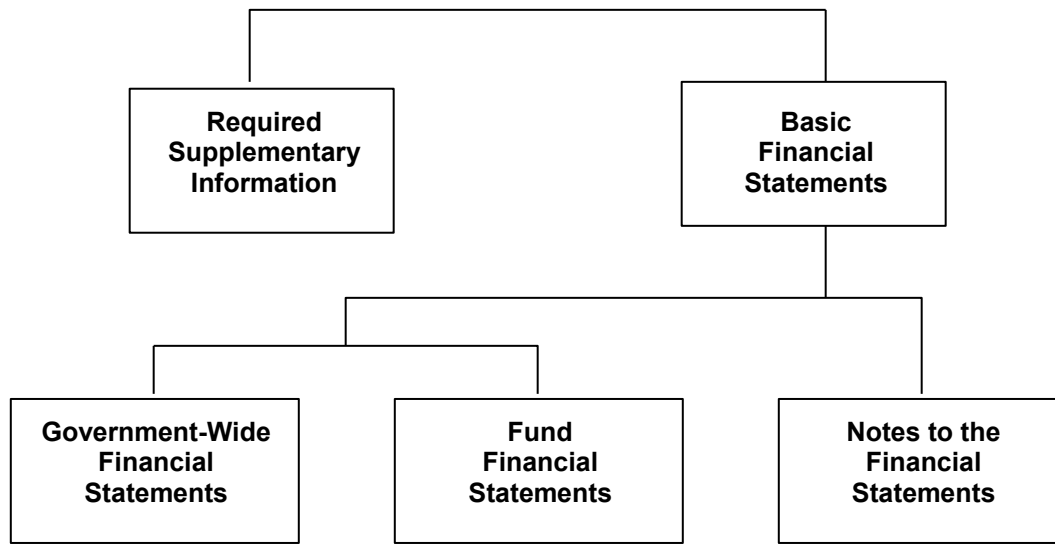 Required
Supplementary
Information
Basic
Financial
Statements
Government-Wide
Financial
Statements
Fund
Financial
Statements
Notes to the
Financial
Statements